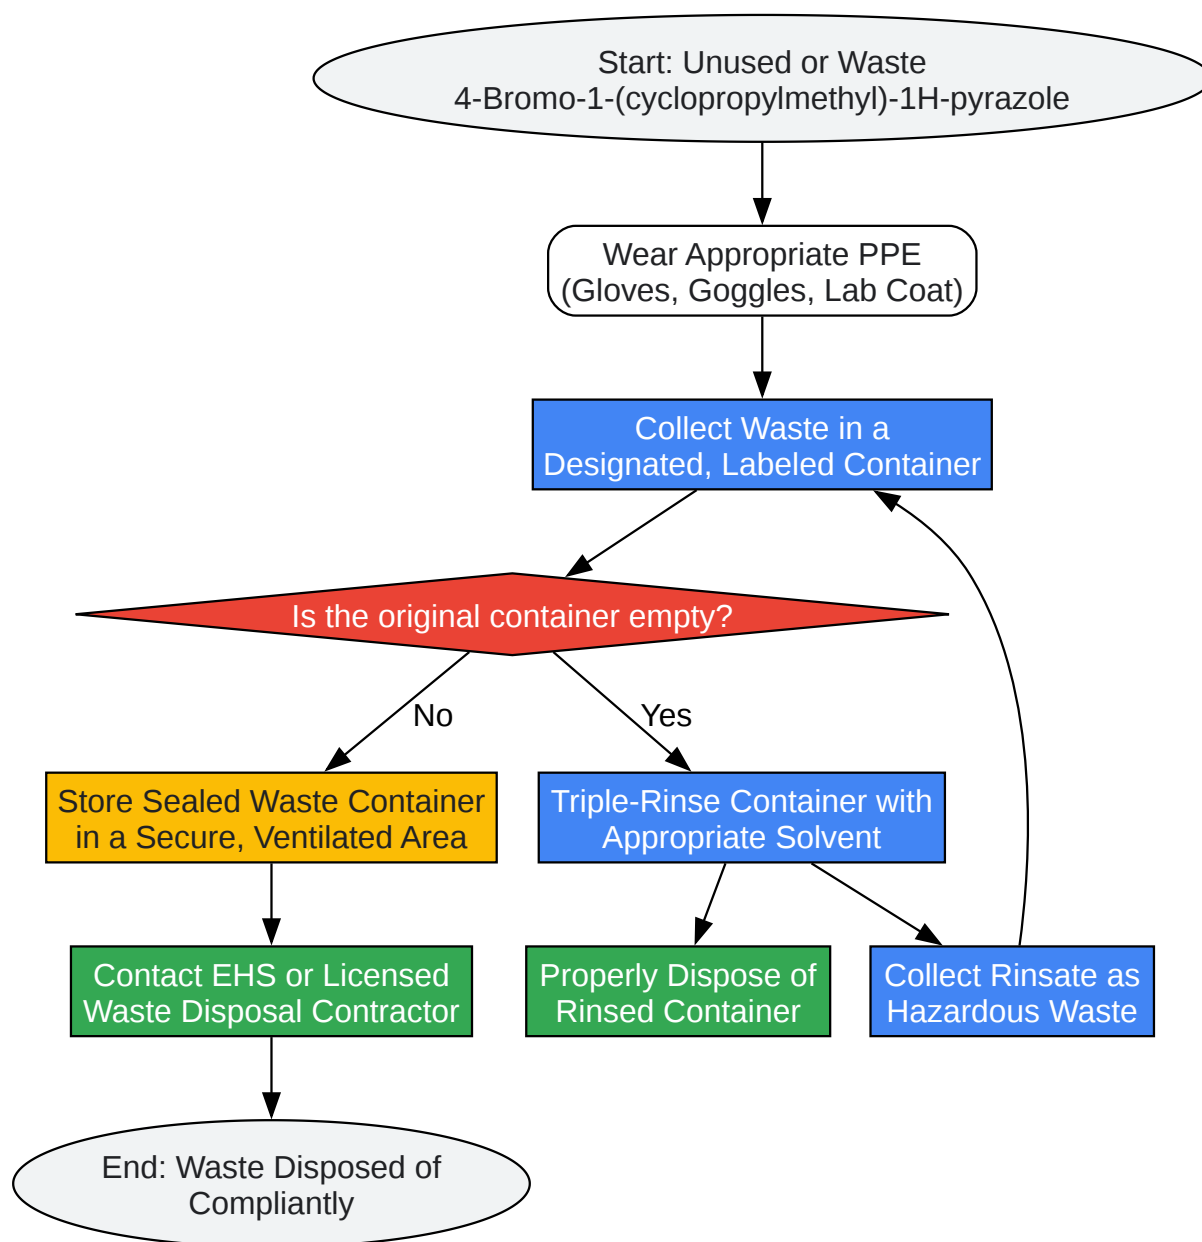 Start: Unused or Waste
4-Bromo-1-(cyclopropylmethyl)-1H-pyrazole
Wear Appropriate PPE
(Gloves, Goggles, Lab Coat)
Collect Waste in a
Designated, Labeled Container
Is the original container empty?
No
Yes
Store Sealed Waste Container
in a Secure, Ventilated Area
Triple-Rinse Container with
Appropriate Solvent
Contact EHS or Licensed
Waste Disposal Contractor
Properly Dispose of
Rinsed Container
Collect Rinsate as
Hazardous Waste
End: Waste Disposed of
Compliantly